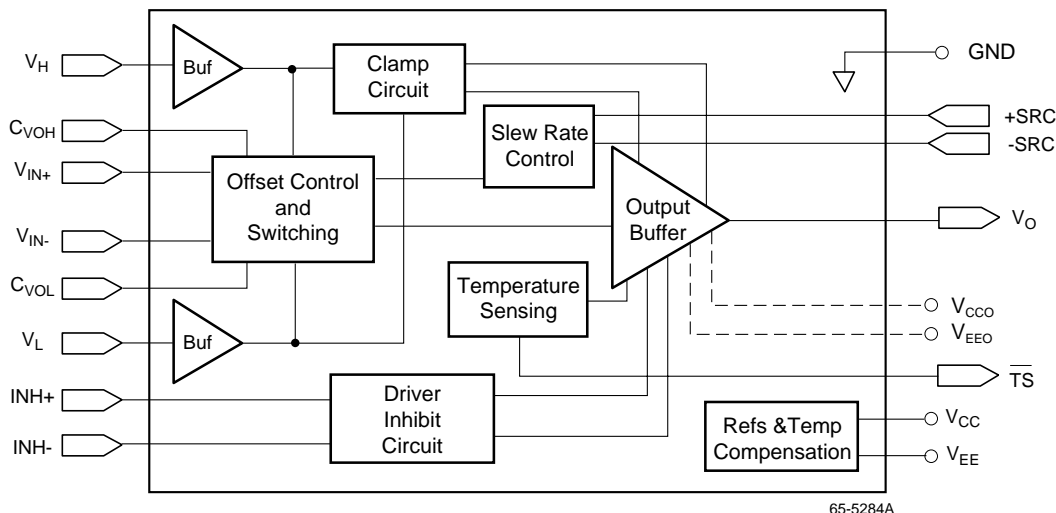 V_H
Buf
Clamp
Circuit
GND
C_VOH
+SRC
-SRC
Slew Rate
Control
V_IN+
Offset Control
and
Switching
V_IN-
Output
Buffer
V_O
C_VOL
Temperature
Sensing
V_CCO
V_EEO
V_L
Buf
T̅S̅
INH+
INH-
Driver
Inhibit
Circuit
Refs &Temp
Compensation
V_CC
V_EE
65-5284A